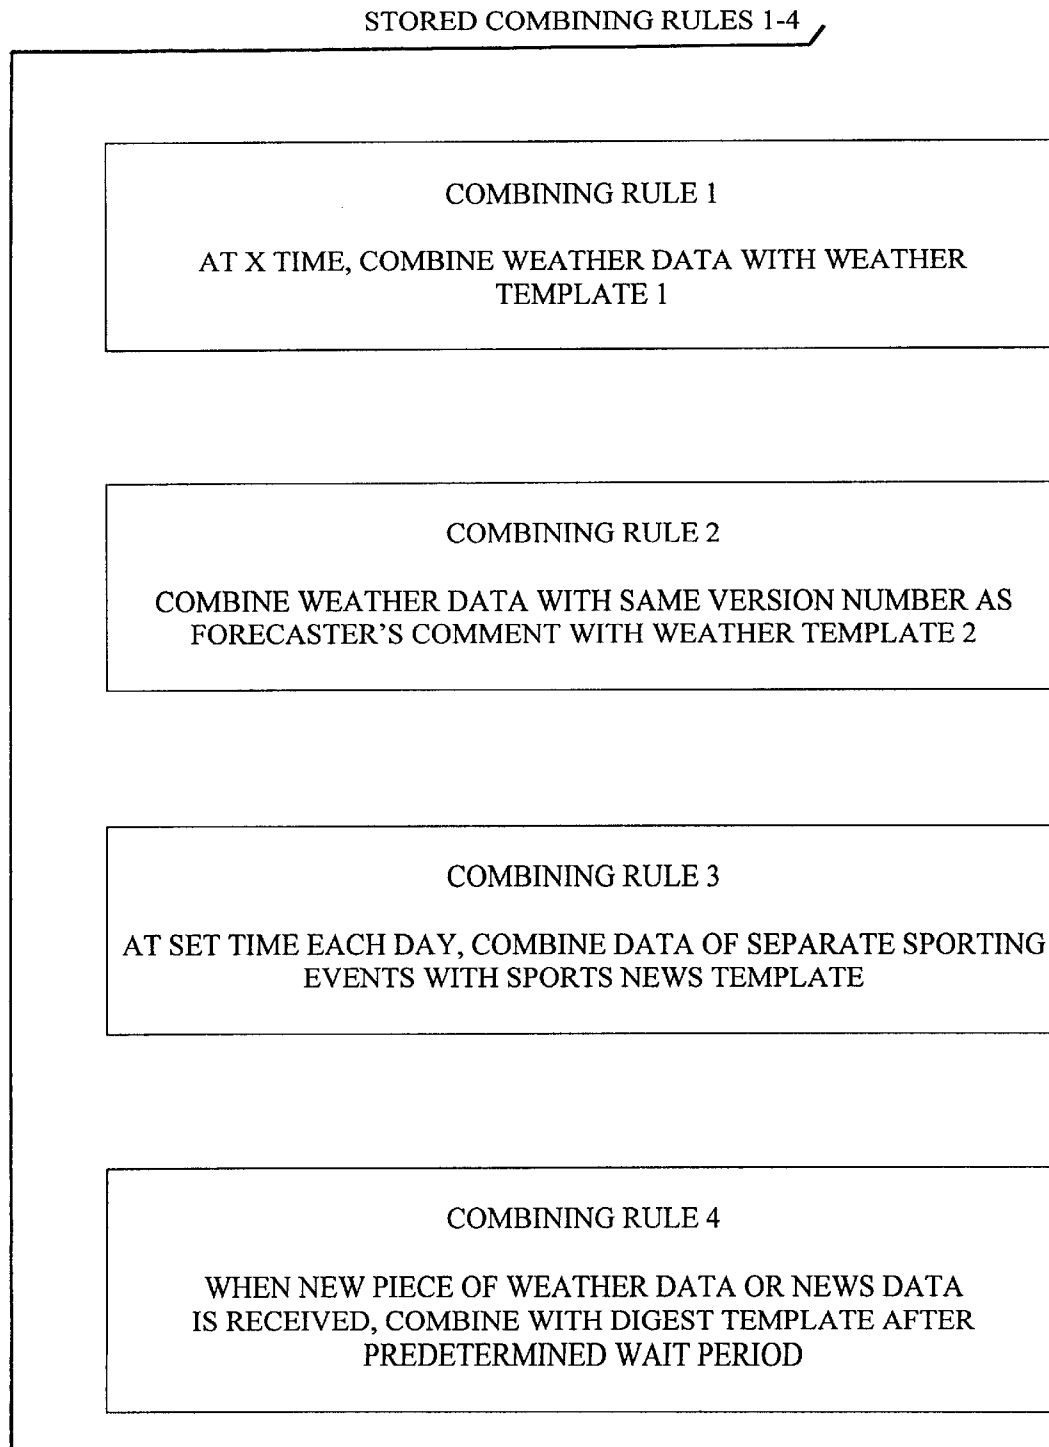 STORED COMBINING RULES 1-4
COMBINING RULE 1
AT X TIME, COMBINE WEATHER DATA WITH WEATHER
TEMPLATE 1
COMBINING RULE 2
COMBINE WEATHER DATA WITH SAME VERSION NUMBER AS
FORECASTER'S COMMENT WITH WEATHER TEMPLATE 2
COMBINING RULE 3
AT SET TIME EACH DAY, COMBINE DATA OF SEPARATE SPORTING
EVENTS WITH SPORTS NEWS TEMPLATE
COMBINING RULE 4
WHEN NEW PIECE OF WEATHER DATA OR NEWS DATA
IS RECEIVED, COMBINE WITH DIGEST TEMPLATE AFTER
PREDETERMINED WAIT PERIOD